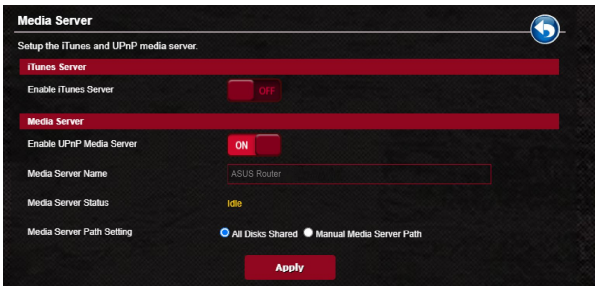 Media Server
Setup the iTunes and UPnP media server.
iTunes Server
Enable iTunes Server OFF
Media Server
Enable UPnP Media Server ON
Media Server Name ASUS Router
Media Server Status Idle
Media Server Path Setting All Disks Shared Manual Media Server Path
Apply